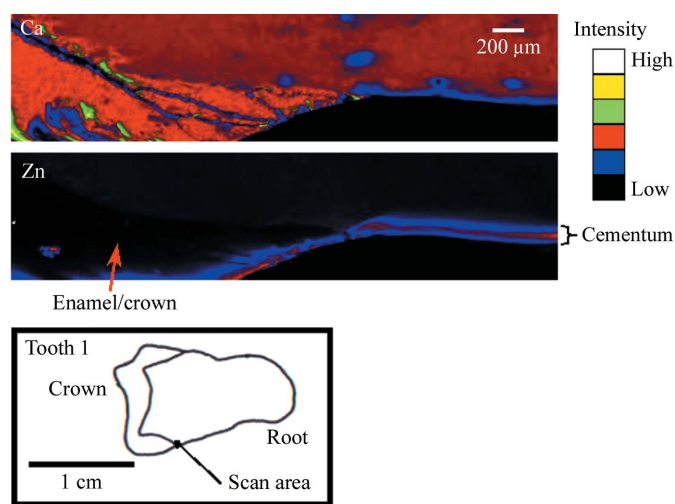 Ca
200 µm
Intensity
High
Low
Zn
Cementum
Enamel/crown
Tooth 1
Crown
Root
1 cm
Scan area